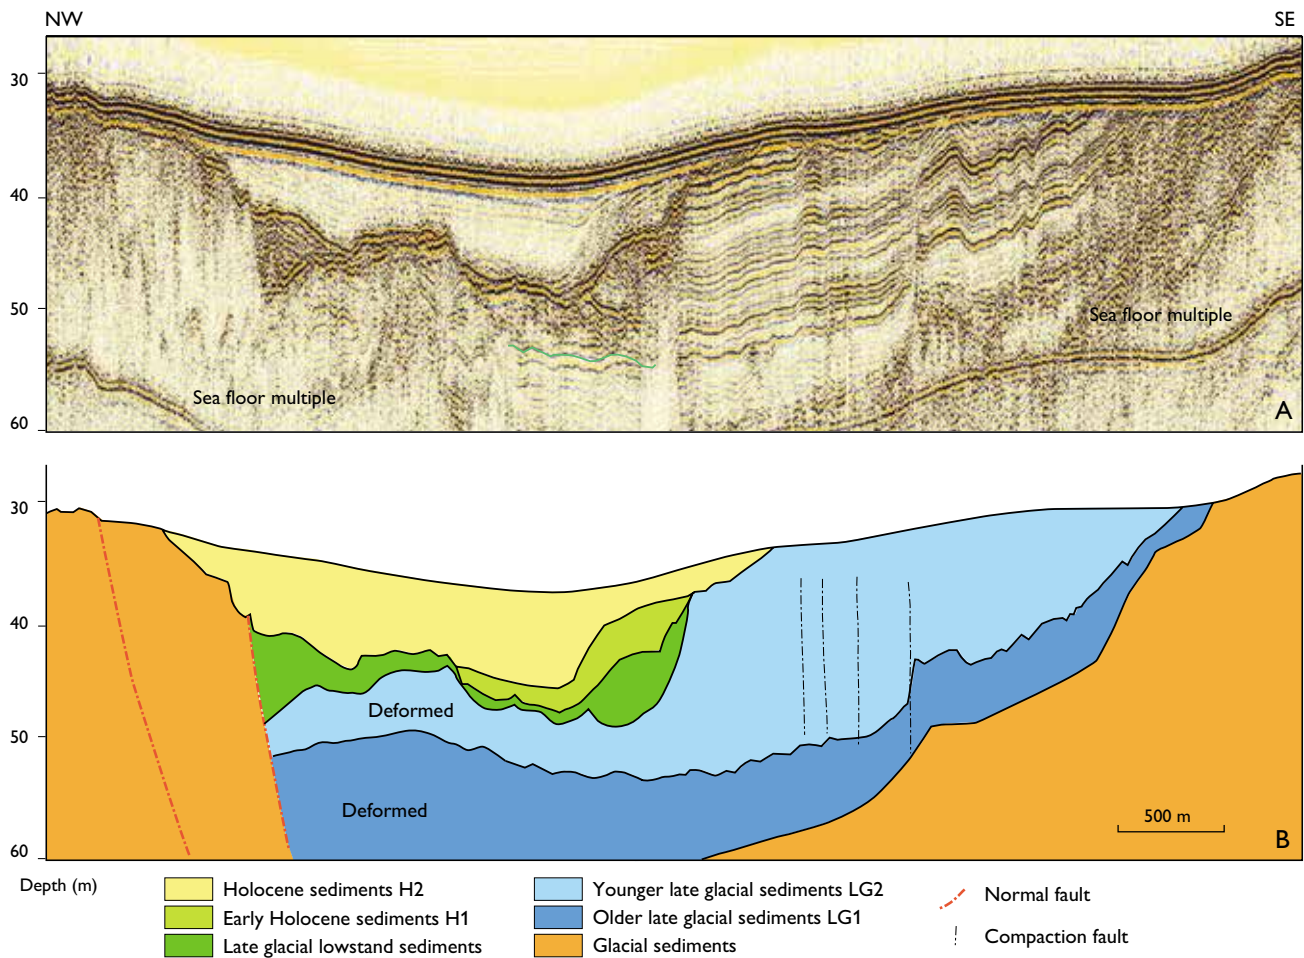 NW
SE
30
40
50
60
Sea floor multiple
Sea floor multiple
A
30
40
50
60
Deformed
Deformed
500 m
B
Depth (m)
Holocene sediments H2
Early Holocene sediments H1
Late glacial lowstand sediments
Younger late glacial sediments LG2
Older late glacial sediments LG1
Glacial sediments
Normal fault
Compaction fault